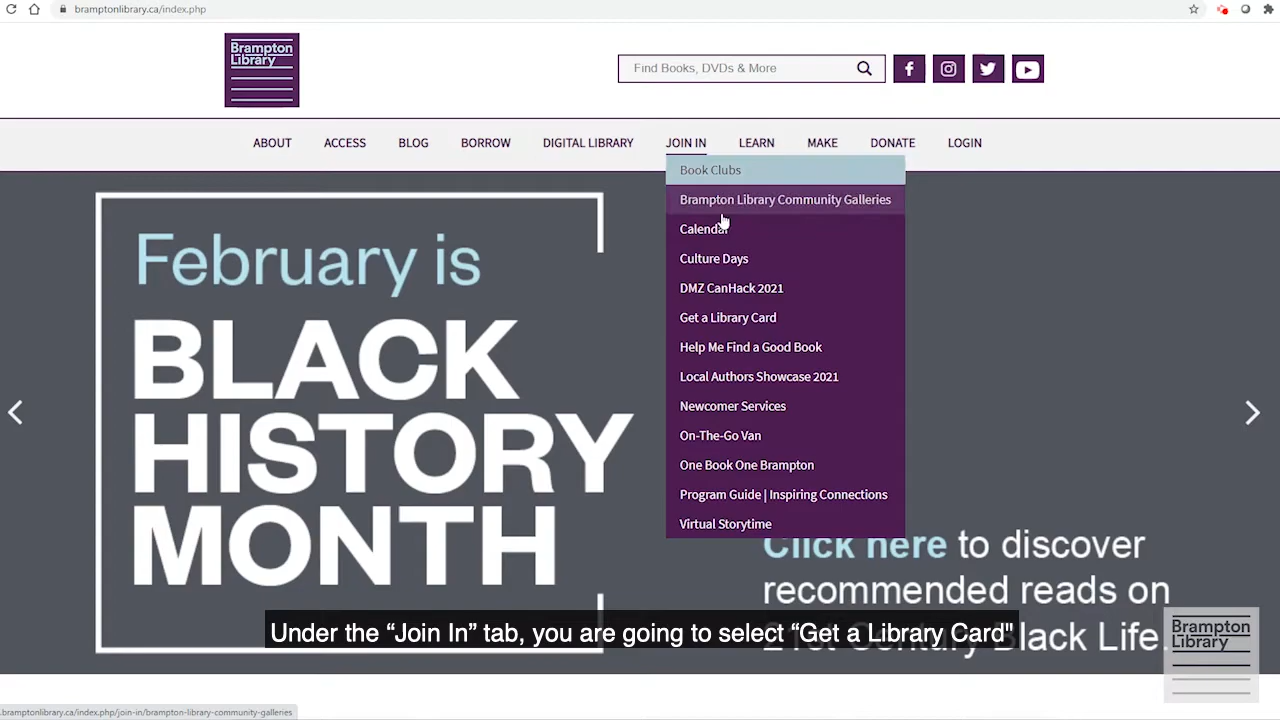 bramptonlibrary.ca/index.php
Brampton
Library
Find Books, DVDs & More
ABOUT
ACCESS
BLOG
BORROW
DIGITAL LIBRARY
JOIN IN
LEARN
MAKE
DONATE
LOGIN
Book Clubs
Brampton Library Community Galleries
Calendar
Culture Days
DMZ CanHack 2021
Get a Library Card
Help Me Find a Good Book
Local Authors Showcase 2021
Newcomer Services
On-The-Go Van
One Book One Brampton
Program Guide | Inspiring Connections
Virtual Storytime
February is
BLACK
HISTORY
MONTH
Click here to discover
recommended reads on
21st Century Black Life.
Under the “Join In” tab, you are going to select “Get a Library Card"
Brampton
Library
bramptonlibrary.ca/index.php/join-in/brampton-library-community-galleries